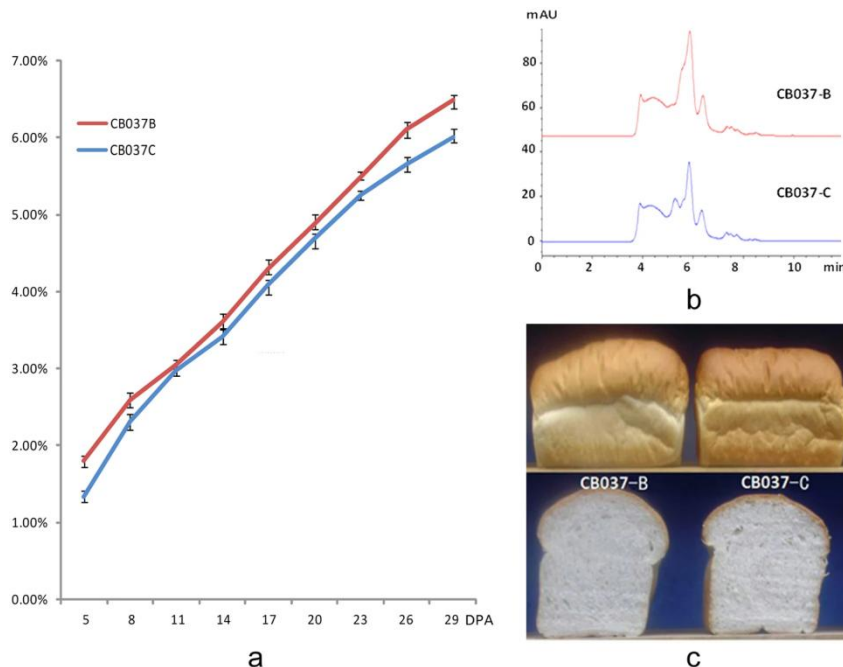 7.00%
6.00%
5.00%
4.00%
3.00%
2.00%
1.00%
0.00%
CB037B
CB037C
5 8 11 14 17 20 23 26 29 DPA
a
mAU
80
60
40
20
0
CB037-B
CB037-C
0 2 4 6 8 10 min
b
CB037-B CB037-C
c